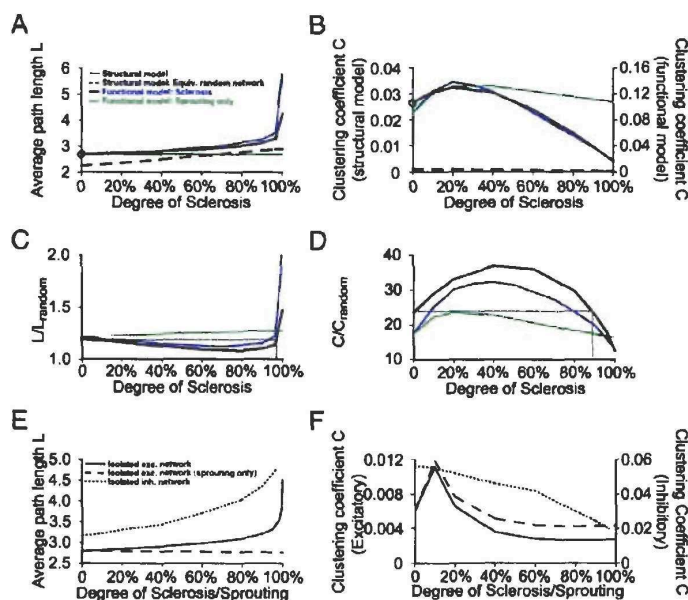 A
Average path length L
6
5
4
3
2
Structural model
Structural model: Equiv. random network
Functional model: Sclerosis
Functional model: Sprouting only
0 20% 40% 60% 80% 100%
Degree of Sclerosis
B
Clustering coefficient C
(structural model)
0.04
0.03
0.02
0.01
0
0.16
0.12
0.08
0.04
0
Clustering coefficient C
(functional model)
0 20% 40% 60% 80% 100%
Degree of Sclerosis
C
L/Lrandom
2.0
1.5
1.0
0 20% 40% 60% 80% 100%
Degree of Sclerosis
D
C/Crandom
40
30
20
10
0 20% 40% 60% 80% 100%
Degree of Sclerosis
E
Average path length L
5.0
4.5
4.0
3.5
3.0
2.5
Isolated exc. network
Isolated exc. network (sprouting only)
Isolated inh. network
0 20% 40% 60% 80% 100%
Degree of Sclerosis/Sprouting
F
Clustering coefficient C
(Excitatory)
0.012
0.008
0.004
0
0.06
0.04
0.02
0
Clustering Coefficient C
(Inhibitory)
0 20% 40% 60% 80% 100%
Degree of Sclerosis/Sprouting